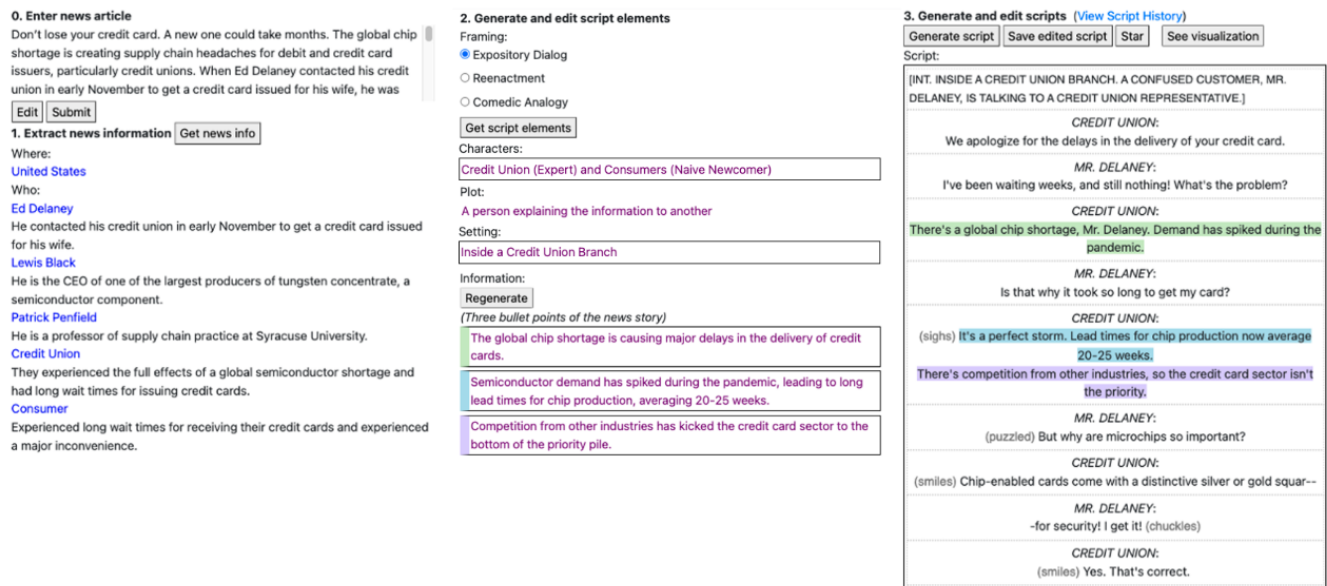 0. Enter news article
Don't lose your credit card. A new one could take months. The global chip
shortage is creating supply chain headaches for debit and credit card
issuers, particularly credit unions. When Ed Delaney contacted his credit
union in early November to get a credit card issued for his wife, he was
Edit Submit
1. Extract news information Get news info
Where:
United States
Who:
Ed Delaney
He contacted his credit union in early November to get a credit card issued
for his wife.
Lewis Black
He is the CEO of one of the largest producers of tungsten concentrate, a
semiconductor component.
Patrick Penfield
He is a professor of supply chain practice at Syracuse University.
Credit Union
They experienced the full effects of a global semiconductor shortage and
had long wait times for issuing credit cards.
Consumer
Experienced long wait times for receiving their credit cards and experienced
a major inconvenience.
2. Generate and edit script elements
Framing:
Expository Dialog
Reenactment
Comedic Analogy
Get script elements
Characters:
Credit Union (Expert) and Consumers (Naive Newcomer)
Plot:
A person explaining the information to another
Setting:
Inside a Credit Union Branch
Information:
Regenerate
(Three bullet points of the news story)
The global chip shortage is causing major delays in the delivery of credit
cards.
Semiconductor demand has spiked during the pandemic, leading to long
lead times for chip production, averaging 20-25 weeks.
Competition from other industries has kicked the credit card sector to the
bottom of the priority pile.
3. Generate and edit scripts (View Script History)
Generate script Save edited script Star See visualization
Script:
[INT. INSIDE A CREDIT UNION BRANCH. A CONFUSED CUSTOMER, MR.
DELANEY, IS TALKING TO A CREDIT UNION REPRESENTATIVE.]
CREDIT UNION:
We apologize for the delays in the delivery of your credit card.
MR. DELANEY:
I've been waiting weeks, and still nothing! What's the problem?
CREDIT UNION:
There's a global chip shortage, Mr. Delaney. Demand has spiked during the
pandemic.
MR. DELANEY:
Is that why it took so long to get my card?
CREDIT UNION:
(sighs) It's a perfect storm. Lead times for chip production now average
20-25 weeks.
There's competition from other industries, so the credit card sector isn't
the priority.
MR. DELANEY:
(puzzled) But why are microchips so important?
CREDIT UNION:
(smiles) Chip-enabled cards come with a distinctive silver or gold squar--
MR. DELANEY:
-for security! I get it! (chuckles)
CREDIT UNION:
(smiles) Yes. That's correct.